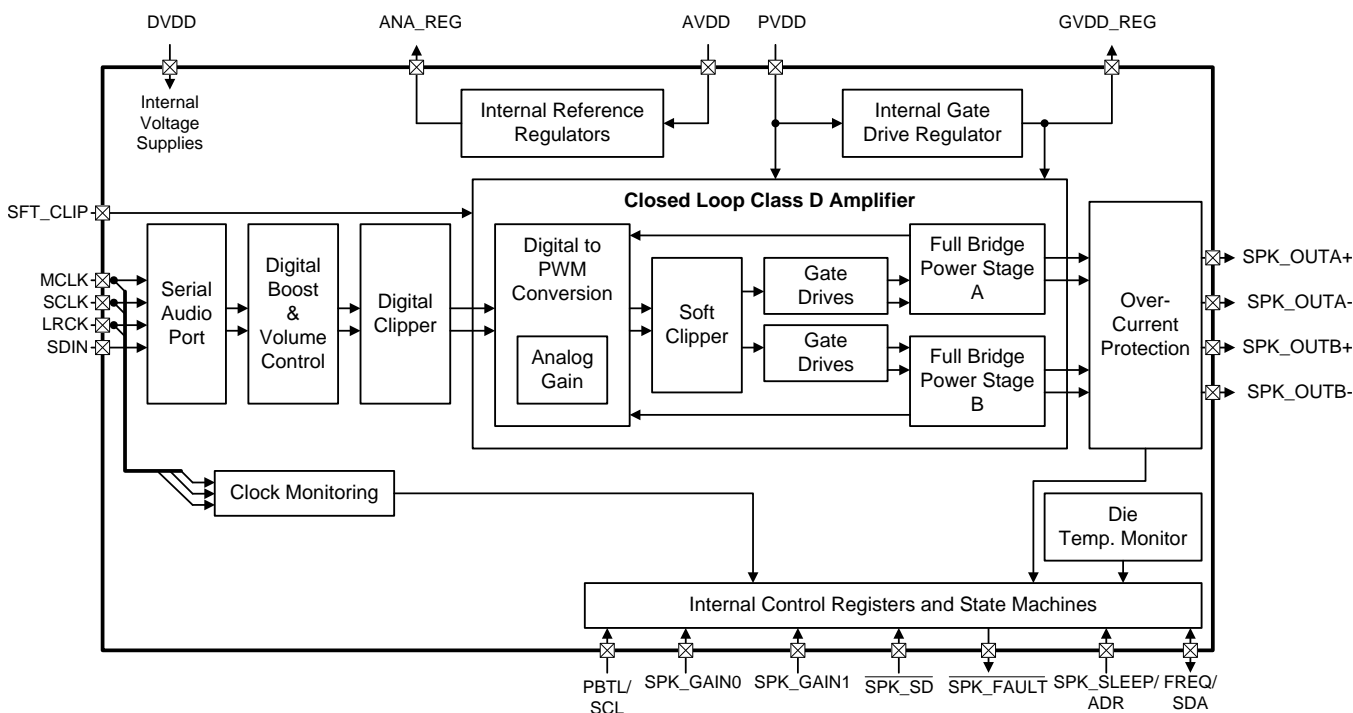 DVDD
ANA_REG
AVDD
PVDD
GVDD_REG
Internal
Voltage
Supplies
Internal Reference
Regulators
Internal Gate
Drive Regulator
SFT_CLIP
Closed Loop Class D Amplifier
MCLK
SCLK
LRCK
SDIN
Serial
Audio
Port
Digital
Boost
&
Volume
Control
Digital
Clipper
Digital to
PWM
Conversion
Analog
Gain
Soft
Clipper
Gate
Drives
Gate
Drives
Full Bridge
Power Stage
A
Full Bridge
Power Stage
B
Over-
Current
Protection
SPK_OUTA+
SPK_OUTA-
SPK_OUTB+
SPK_OUTB-
Clock Monitoring
Die
Temp. Monitor
Internal Control Registers and State Machines
PBTL/
SCL
SPK_GAIN0
SPK_GAIN1
SPK_SD
SPK_FAULT
SPK_SLEEP/
ADR
FREQ/
SDA